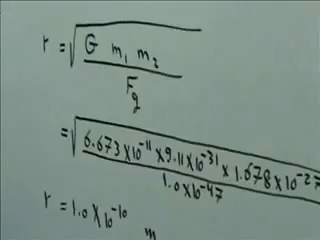 r = √(G m₁ m₂ / F_g)
= √(6.673 × 10⁻¹¹ × 9.11 × 10⁻³¹ × 1.678 × 10⁻²⁷ / 1.0 × 10⁻⁴⁷)
r = 1.0 × 10⁻¹⁰ m